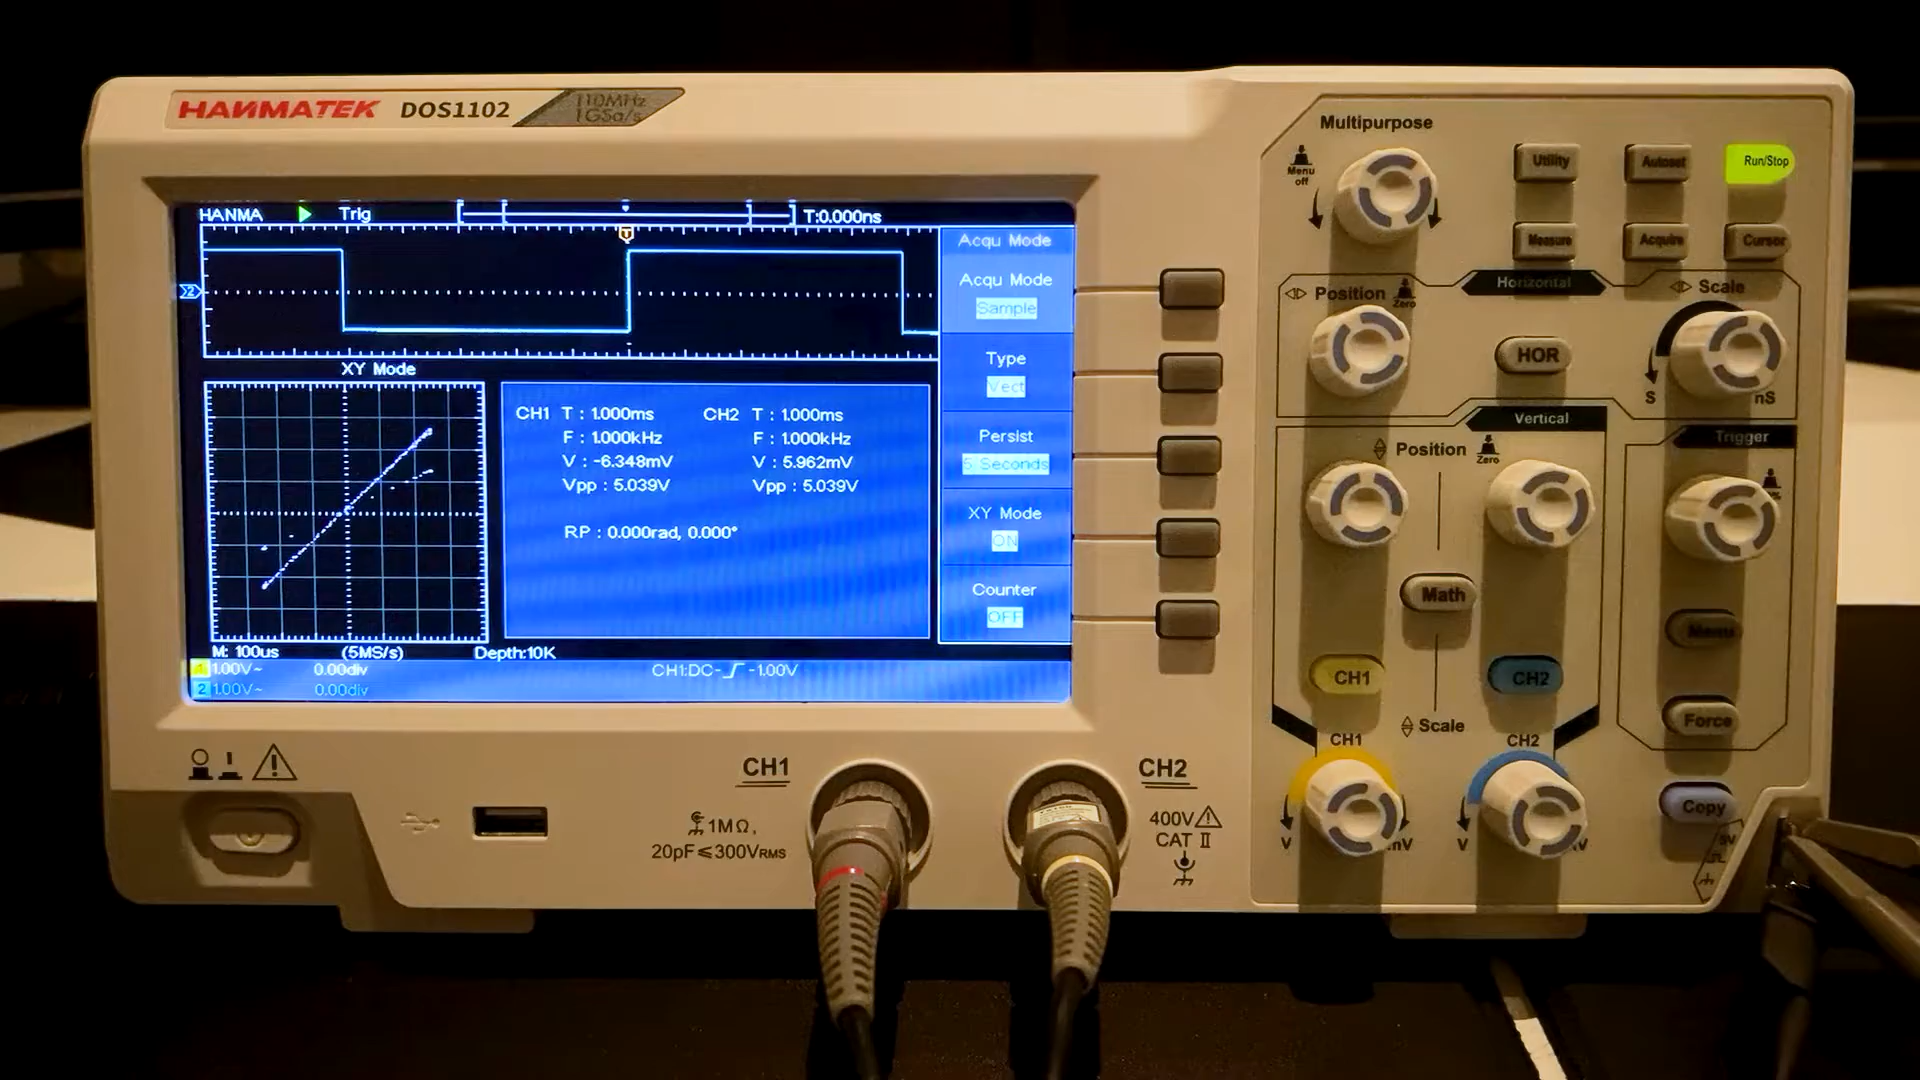 HANMATEK DOS1102 110MHz
1GSa/s
HANMA Trig T:0.000ns
Acqu Mode
Acqu Mode
Sample
Type
Vect
Persist
5 Seconds
XY Mode
ON
Counter
OFF
2
XY Mode
CH1 T : 1.000ms CH2 T : 1.000ms
F : 1.000kHz F : 1.000kHz
V : -6.348mV V : 5.962mV
Vpp : 5.039V Vpp : 5.039V
RP : 0.000rad, 0.000°
M: 100us (5MS/s) Depth:10K
1 1.00V~ 0.00div CH1:DC- -1.00V
2 1.00V~ 0.00div
Multipurpose
Menu
off
Utility Autoset Run/Stop
Measure Acquire Cursor
Horizontal
Position Zero Scale
HOR
S nS
Vertical
Position Zero
Trigger
Math
Menu
CH1 CH2
Force
Scale
CH1 CH2
V mV V
Copy
5V
CH1 CH2
1MΩ,
20pF≤300VRMS
400V
CAT II